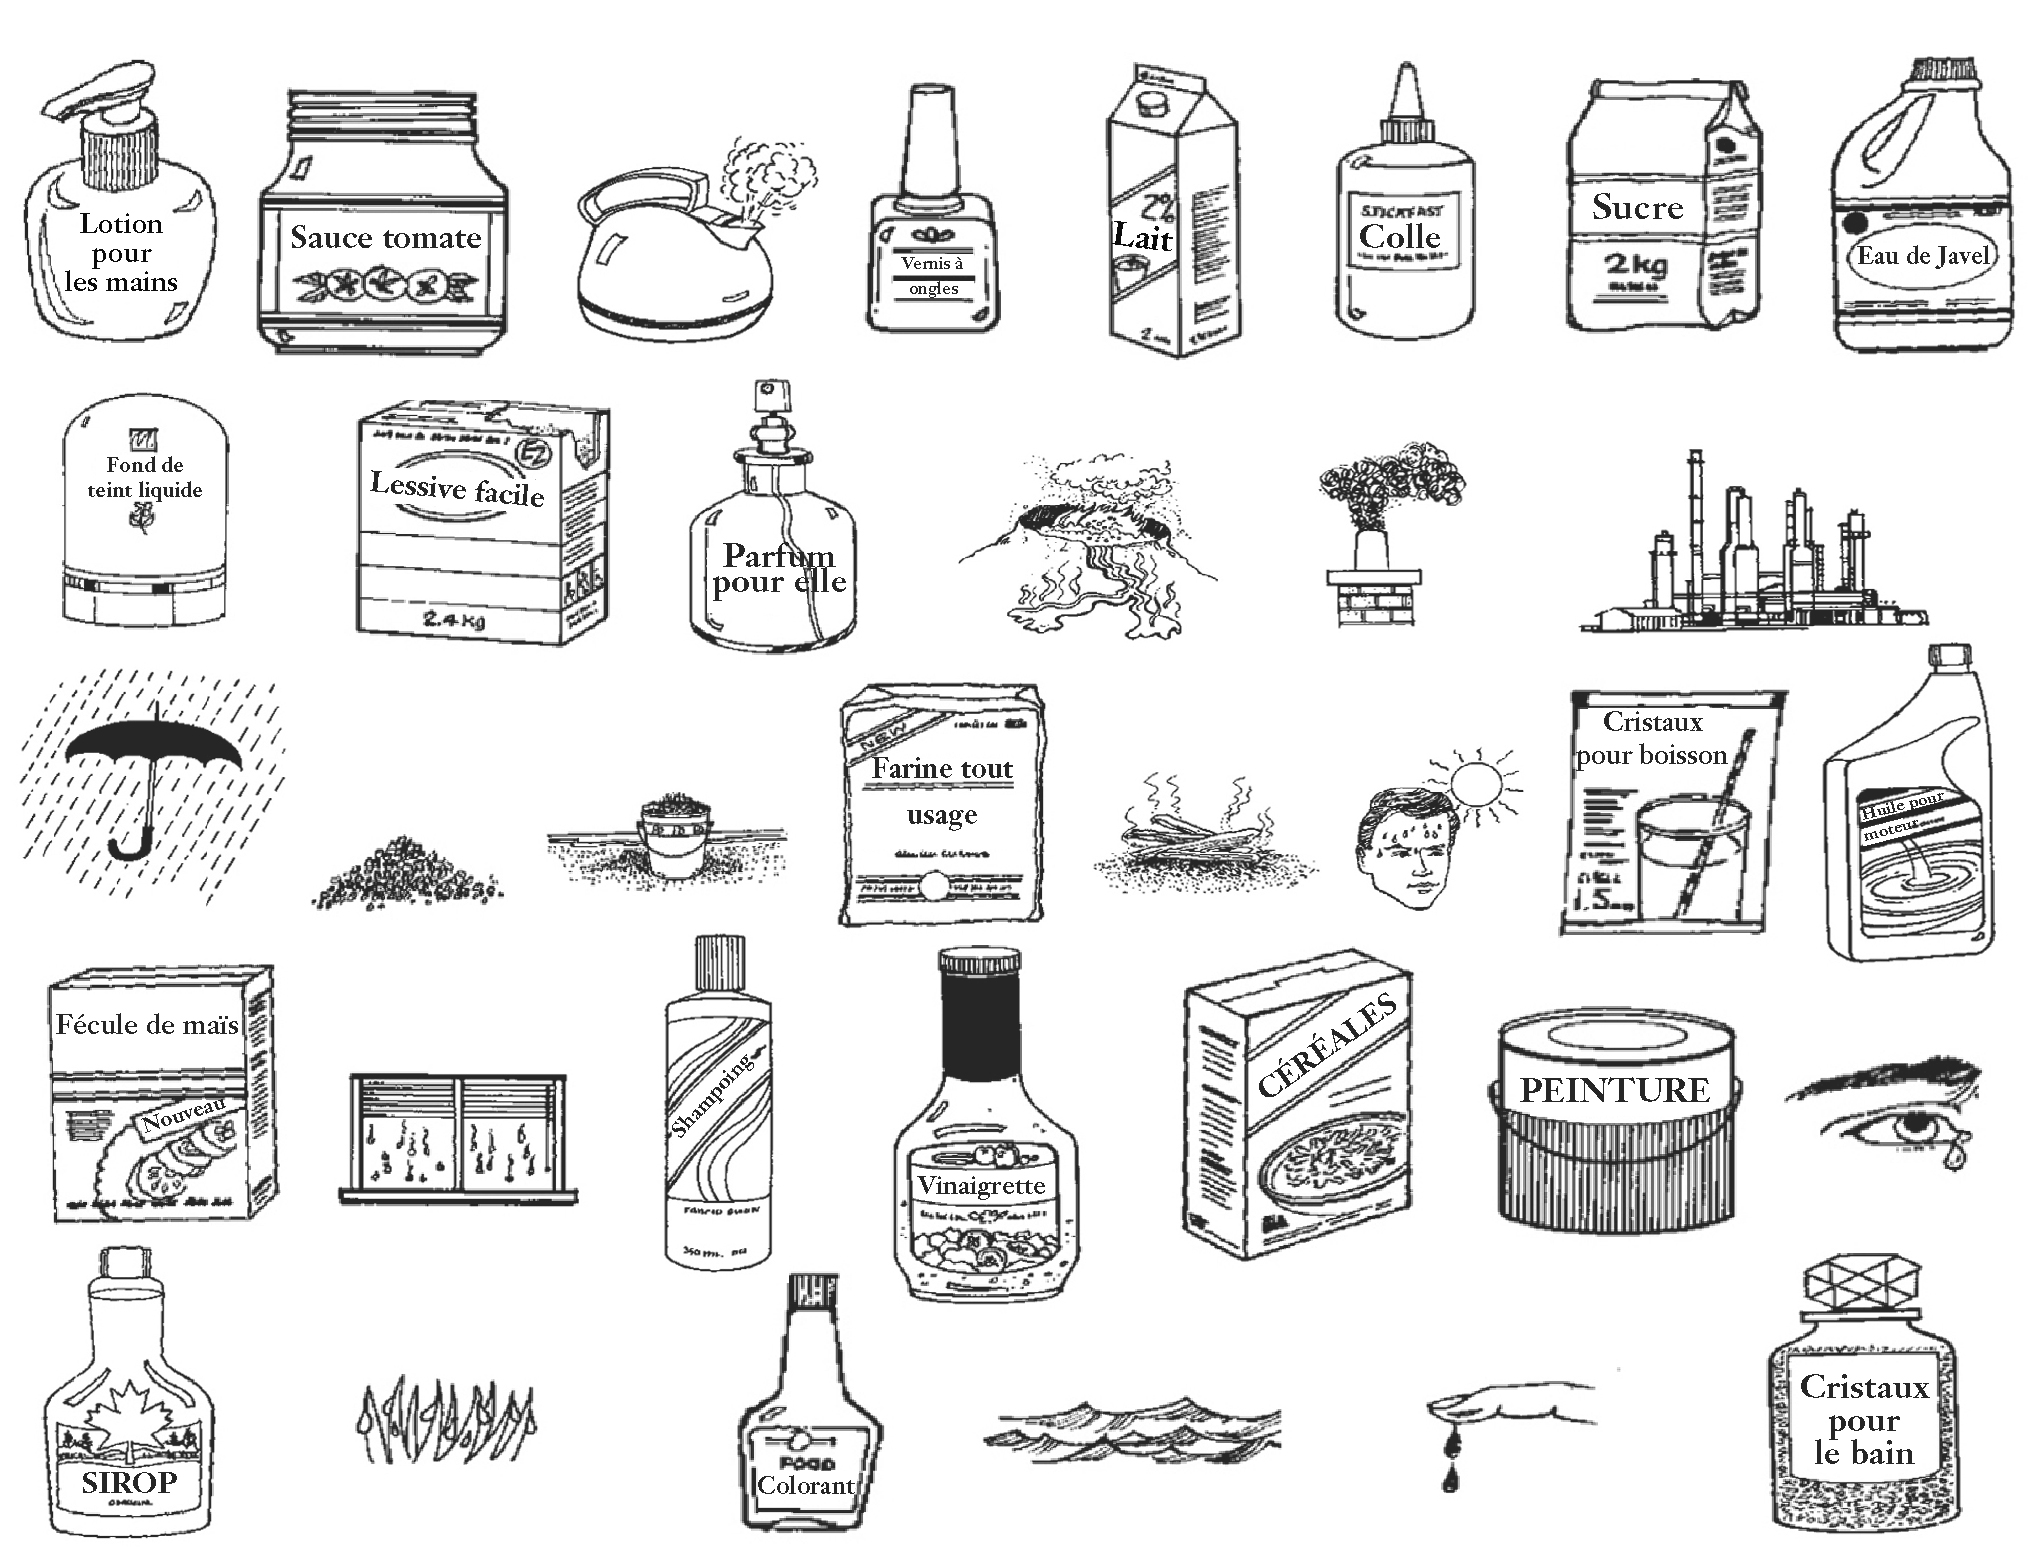 Lotion
pour
les mains
Sauce tomate
Vernis à
ongles
2%
Lait
2
STICKFAST
Colle
Sucre
2kg
Eau de Javel
Fond de
teint liquide
EZ
Lessive facile
2.4 kg
Parfum
pour elle
NEW
Farine tout
usage
Cristaux
pour boisson
1.5
Huile pour
moteur
Fécule de maïs
Nouveau
Shampoing
350 ml
Vinaigrette
CÉRÉALES
PEINTURE
SIROP
FOOD
Colorant
Cristaux
pour
le bain